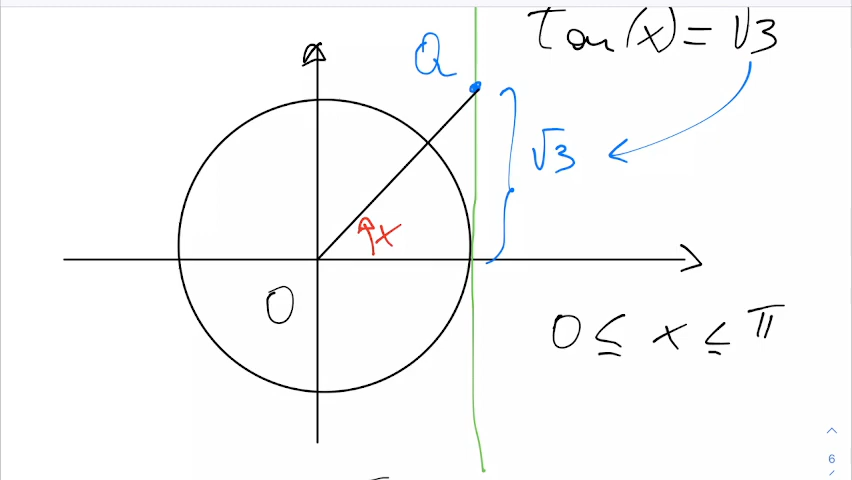 Tan(x) = √3
Q
√3
x
O
0 ≤ x ≤ π
6